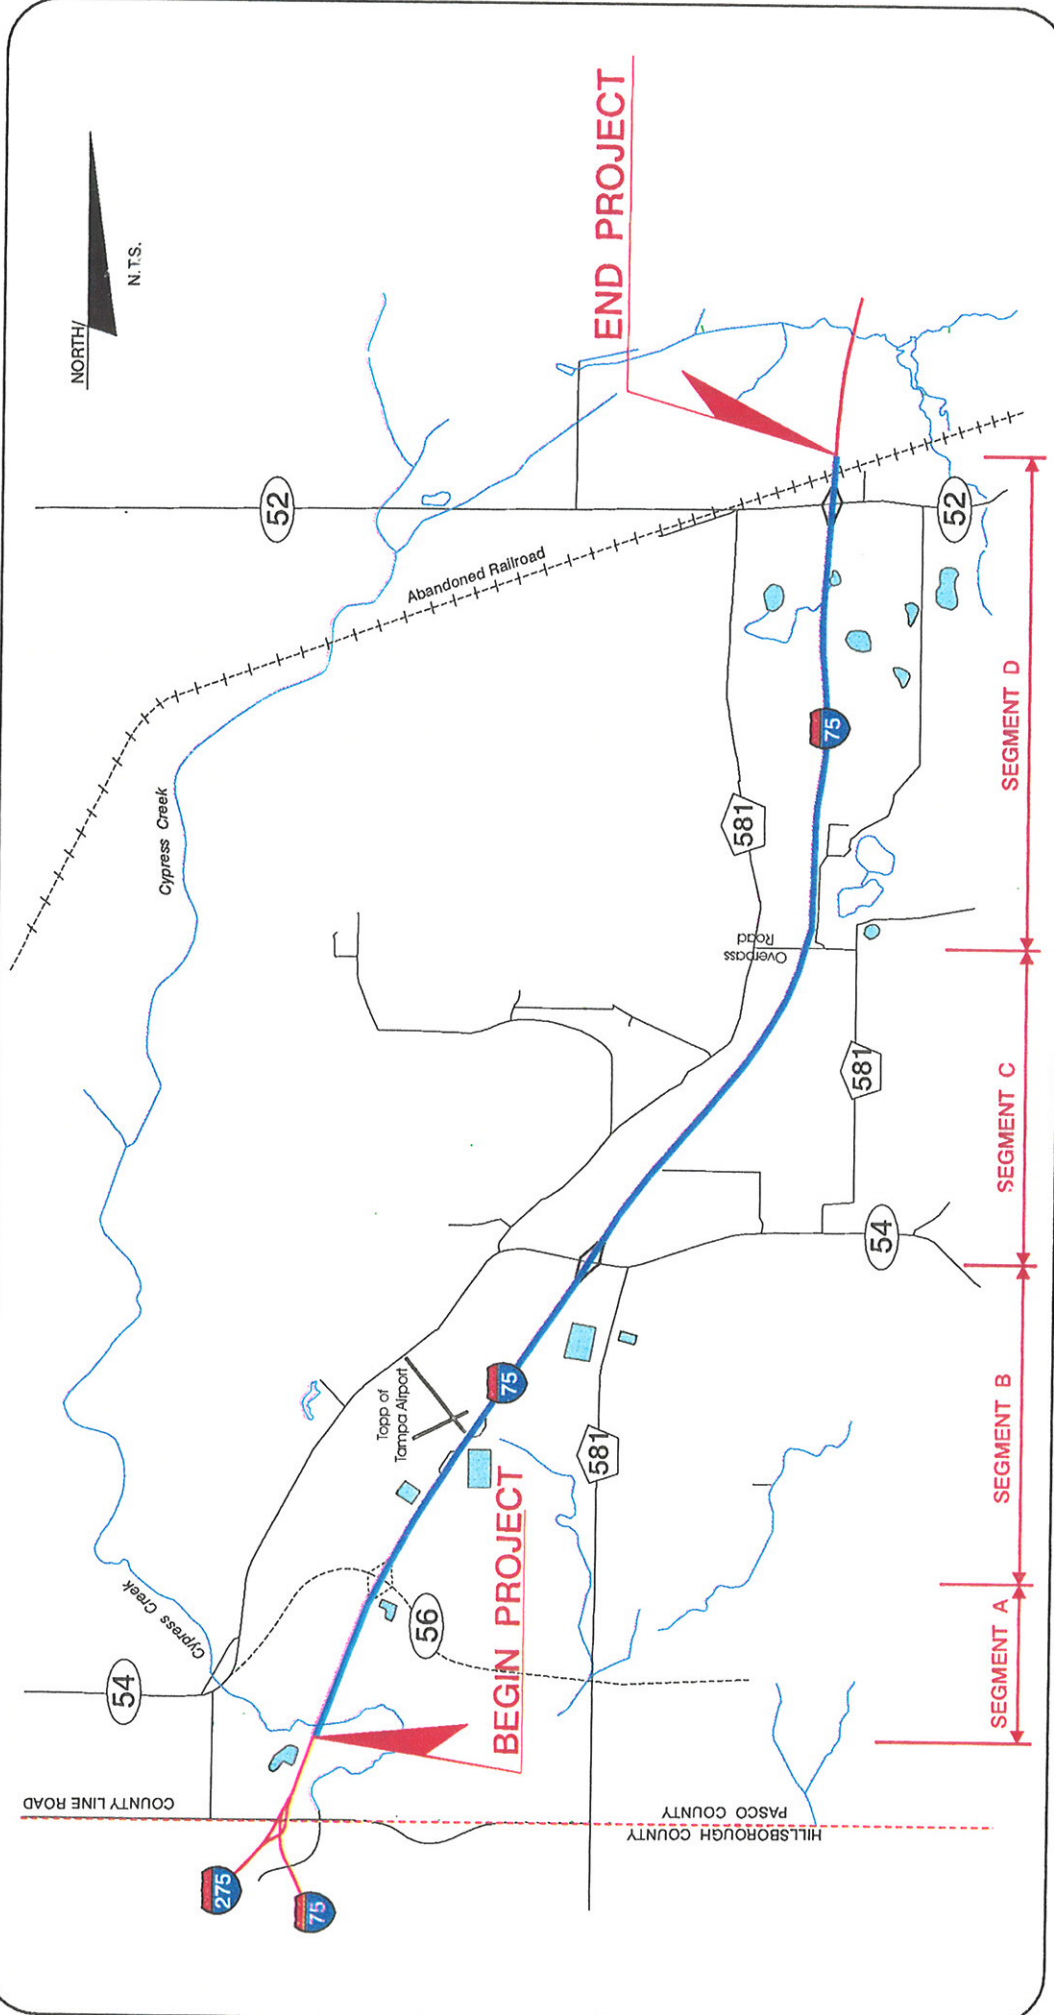 NORTH/
N.T.S.
END PROJECT
52
52
Abandoned Railroad
Cypress Creek
75
581
SEGMENT D
Overpass
Road
581
SEGMENT C
54
Topp of
Tampa Airport
75
581
SEGMENT B
BEGIN PROJECT
Cypress Creek
56
SEGMENT A
54
COUNTY LINE ROAD
PASCO COUNTY
HILLSBOROUGH COUNTY
275
75